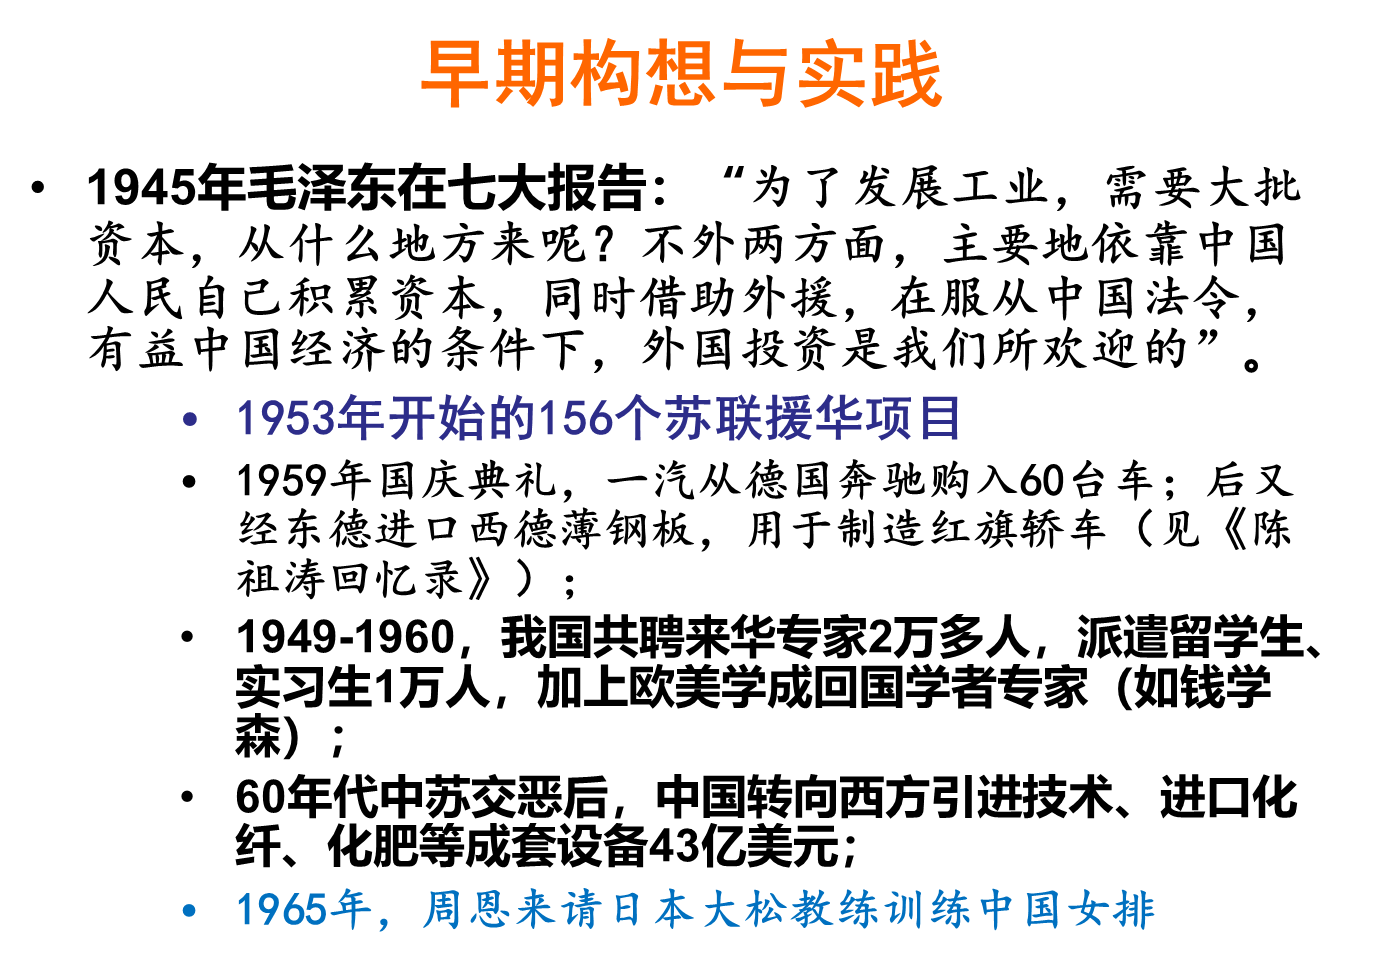 早期构想与实践
• 1945年毛泽东在七大报告：“为了发展工业，需要大批
资本，从什么地方来呢？不外两方面，主要地依靠中国
人民自己积累资本，同时借助外援，在服从中国法令，
有益中国经济的条件下，外国投资是我们所欢迎的”。
• 1953年开始的156个苏联援华项目
• 1959年国庆典礼，一汽从德国奔驰购入60台车；后又
经东德进口西德薄钢板，用于制造红旗轿车（见《陈
祖涛回忆录》）；
• 1949-1960，我国共聘来华专家2万多人，派遣留学生、
实习生1万人，加上欧美学成回国学者专家（如钱学
森）；
• 60年代中苏交恶后，中国转向西方引进技术、进口化
纤、化肥等成套设备43亿美元；
• 1965年，周恩来请日本大松教练训练中国女排